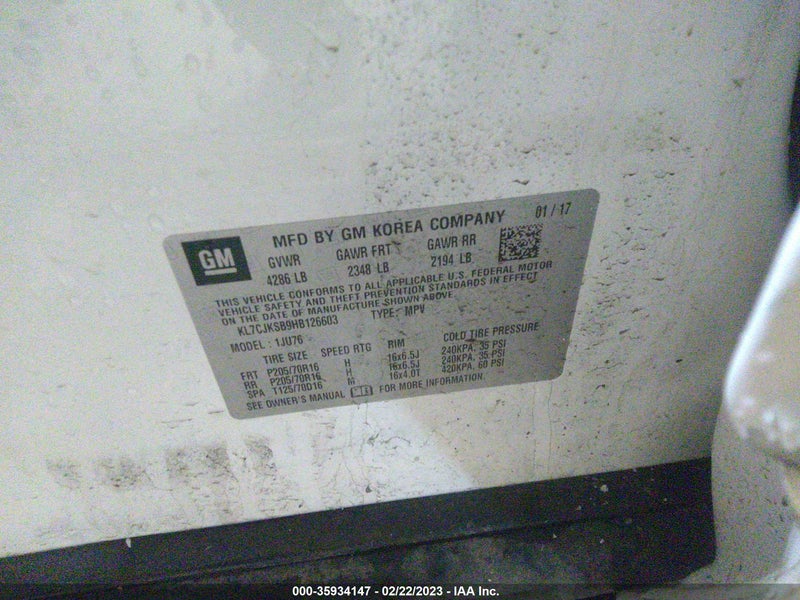 GM
MFD BY GM KOREA COMPANY 01 / 17
GVWR GAWR FRT GAWR RR
4286 LB 2348 LB 2194 LB
THIS VEHICLE CONFORMS TO ALL APPLICABLE U.S. FEDERAL MOTOR
VEHICLE SAFETY AND THEFT PREVENTION STANDARDS IN EFFECT
ON THE DATE OF MANUFACTURE SHOWN ABOVE.
KL7CJKSB9HB126603 TYPE: MPV
MODEL : 1JU76
TIRE SIZE SPEED RTG RIM COLD TIRE PRESSURE
FRT P205/70R16 H 16x6.5J 240KPA, 35 PSI
RR P205/70R16 H 16x6.5J 240KPA, 35 PSI
SPA T125/70D16 M 16x4.0T 420KPA, 60 PSI
SEE OWNER'S MANUAL FOR MORE INFORMATION.
000-35934147 - 02/22/2023 - IAA Inc.